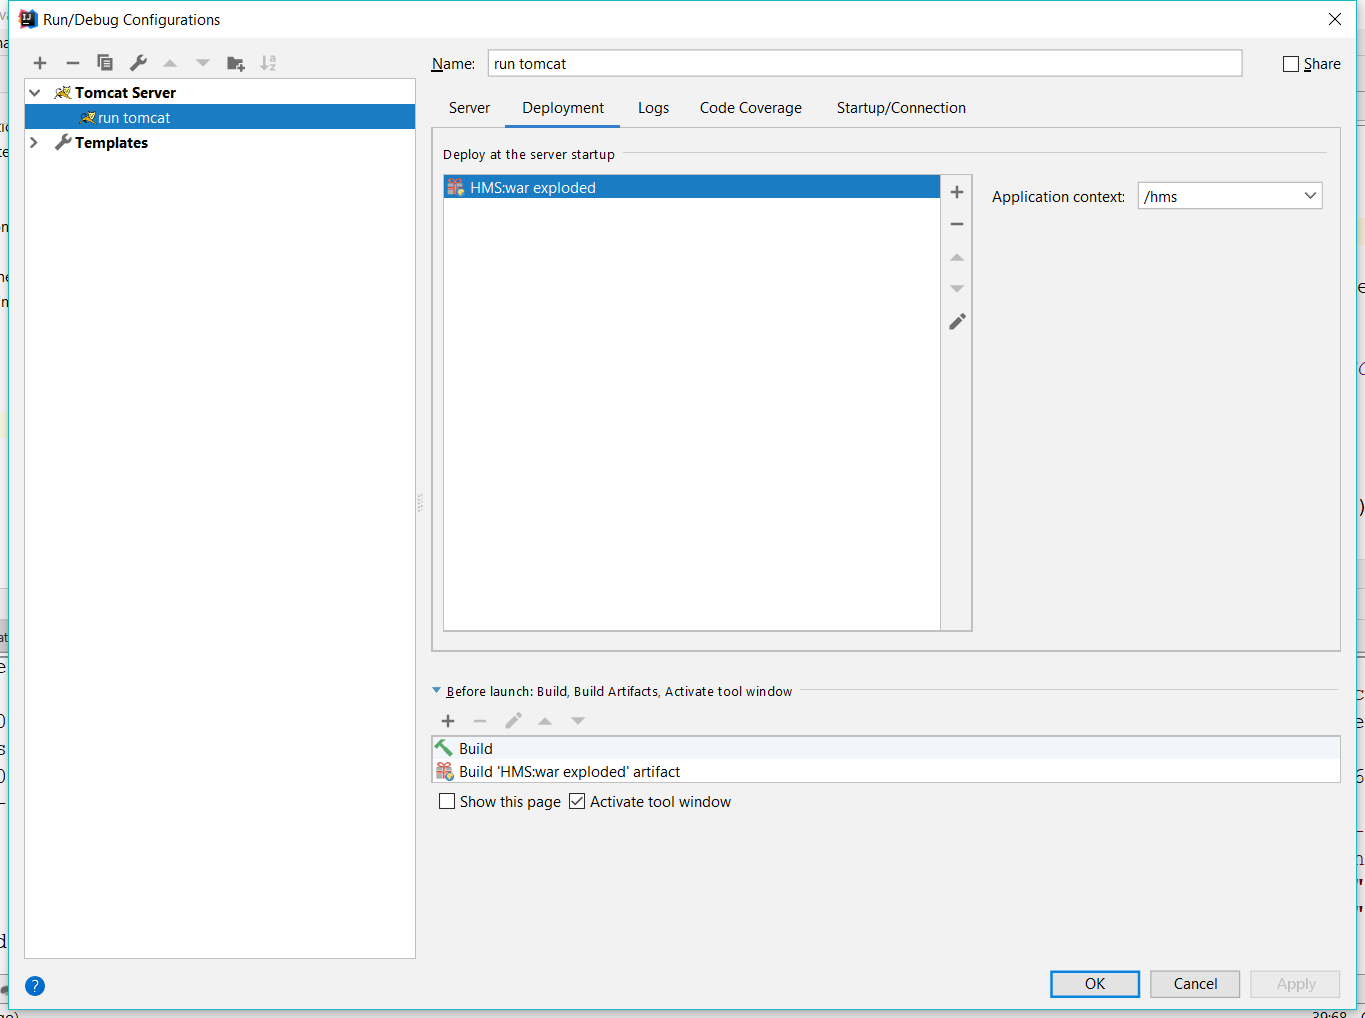 Run/Debug Configurations
Name: run tomcat
Share
Tomcat Server
run tomcat
Templates
Server Deployment Logs Code Coverage Startup/Connection
Deploy at the server startup
HMS:war exploded
Application context: /hms
Before launch: Build, Build Artifacts, Activate tool window
Build
Build 'HMS:war exploded' artifact
Show this page Activate tool window
?
OK Cancel Apply
39:68